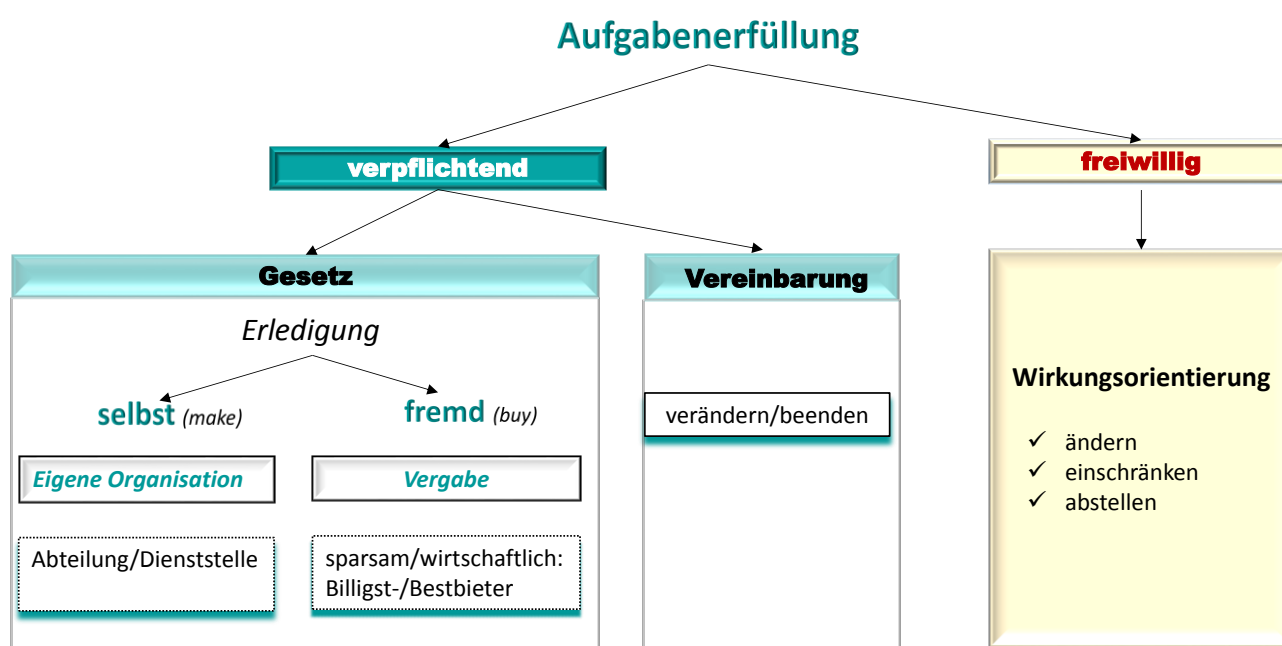 Aufgabenerfüllung
verpflichtend
freiwillig
Gesetz
Erledigung
selbst (make)
fremd (buy)
Eigene Organisation
Vergabe
Abteilung/Dienststelle
sparsam/wirtschaftlich:
Billigst-/Bestbieter
Vereinbarung
verändern/beenden
Wirkungsorientierung
✓ ändern
✓ einschränken
✓ abstellen